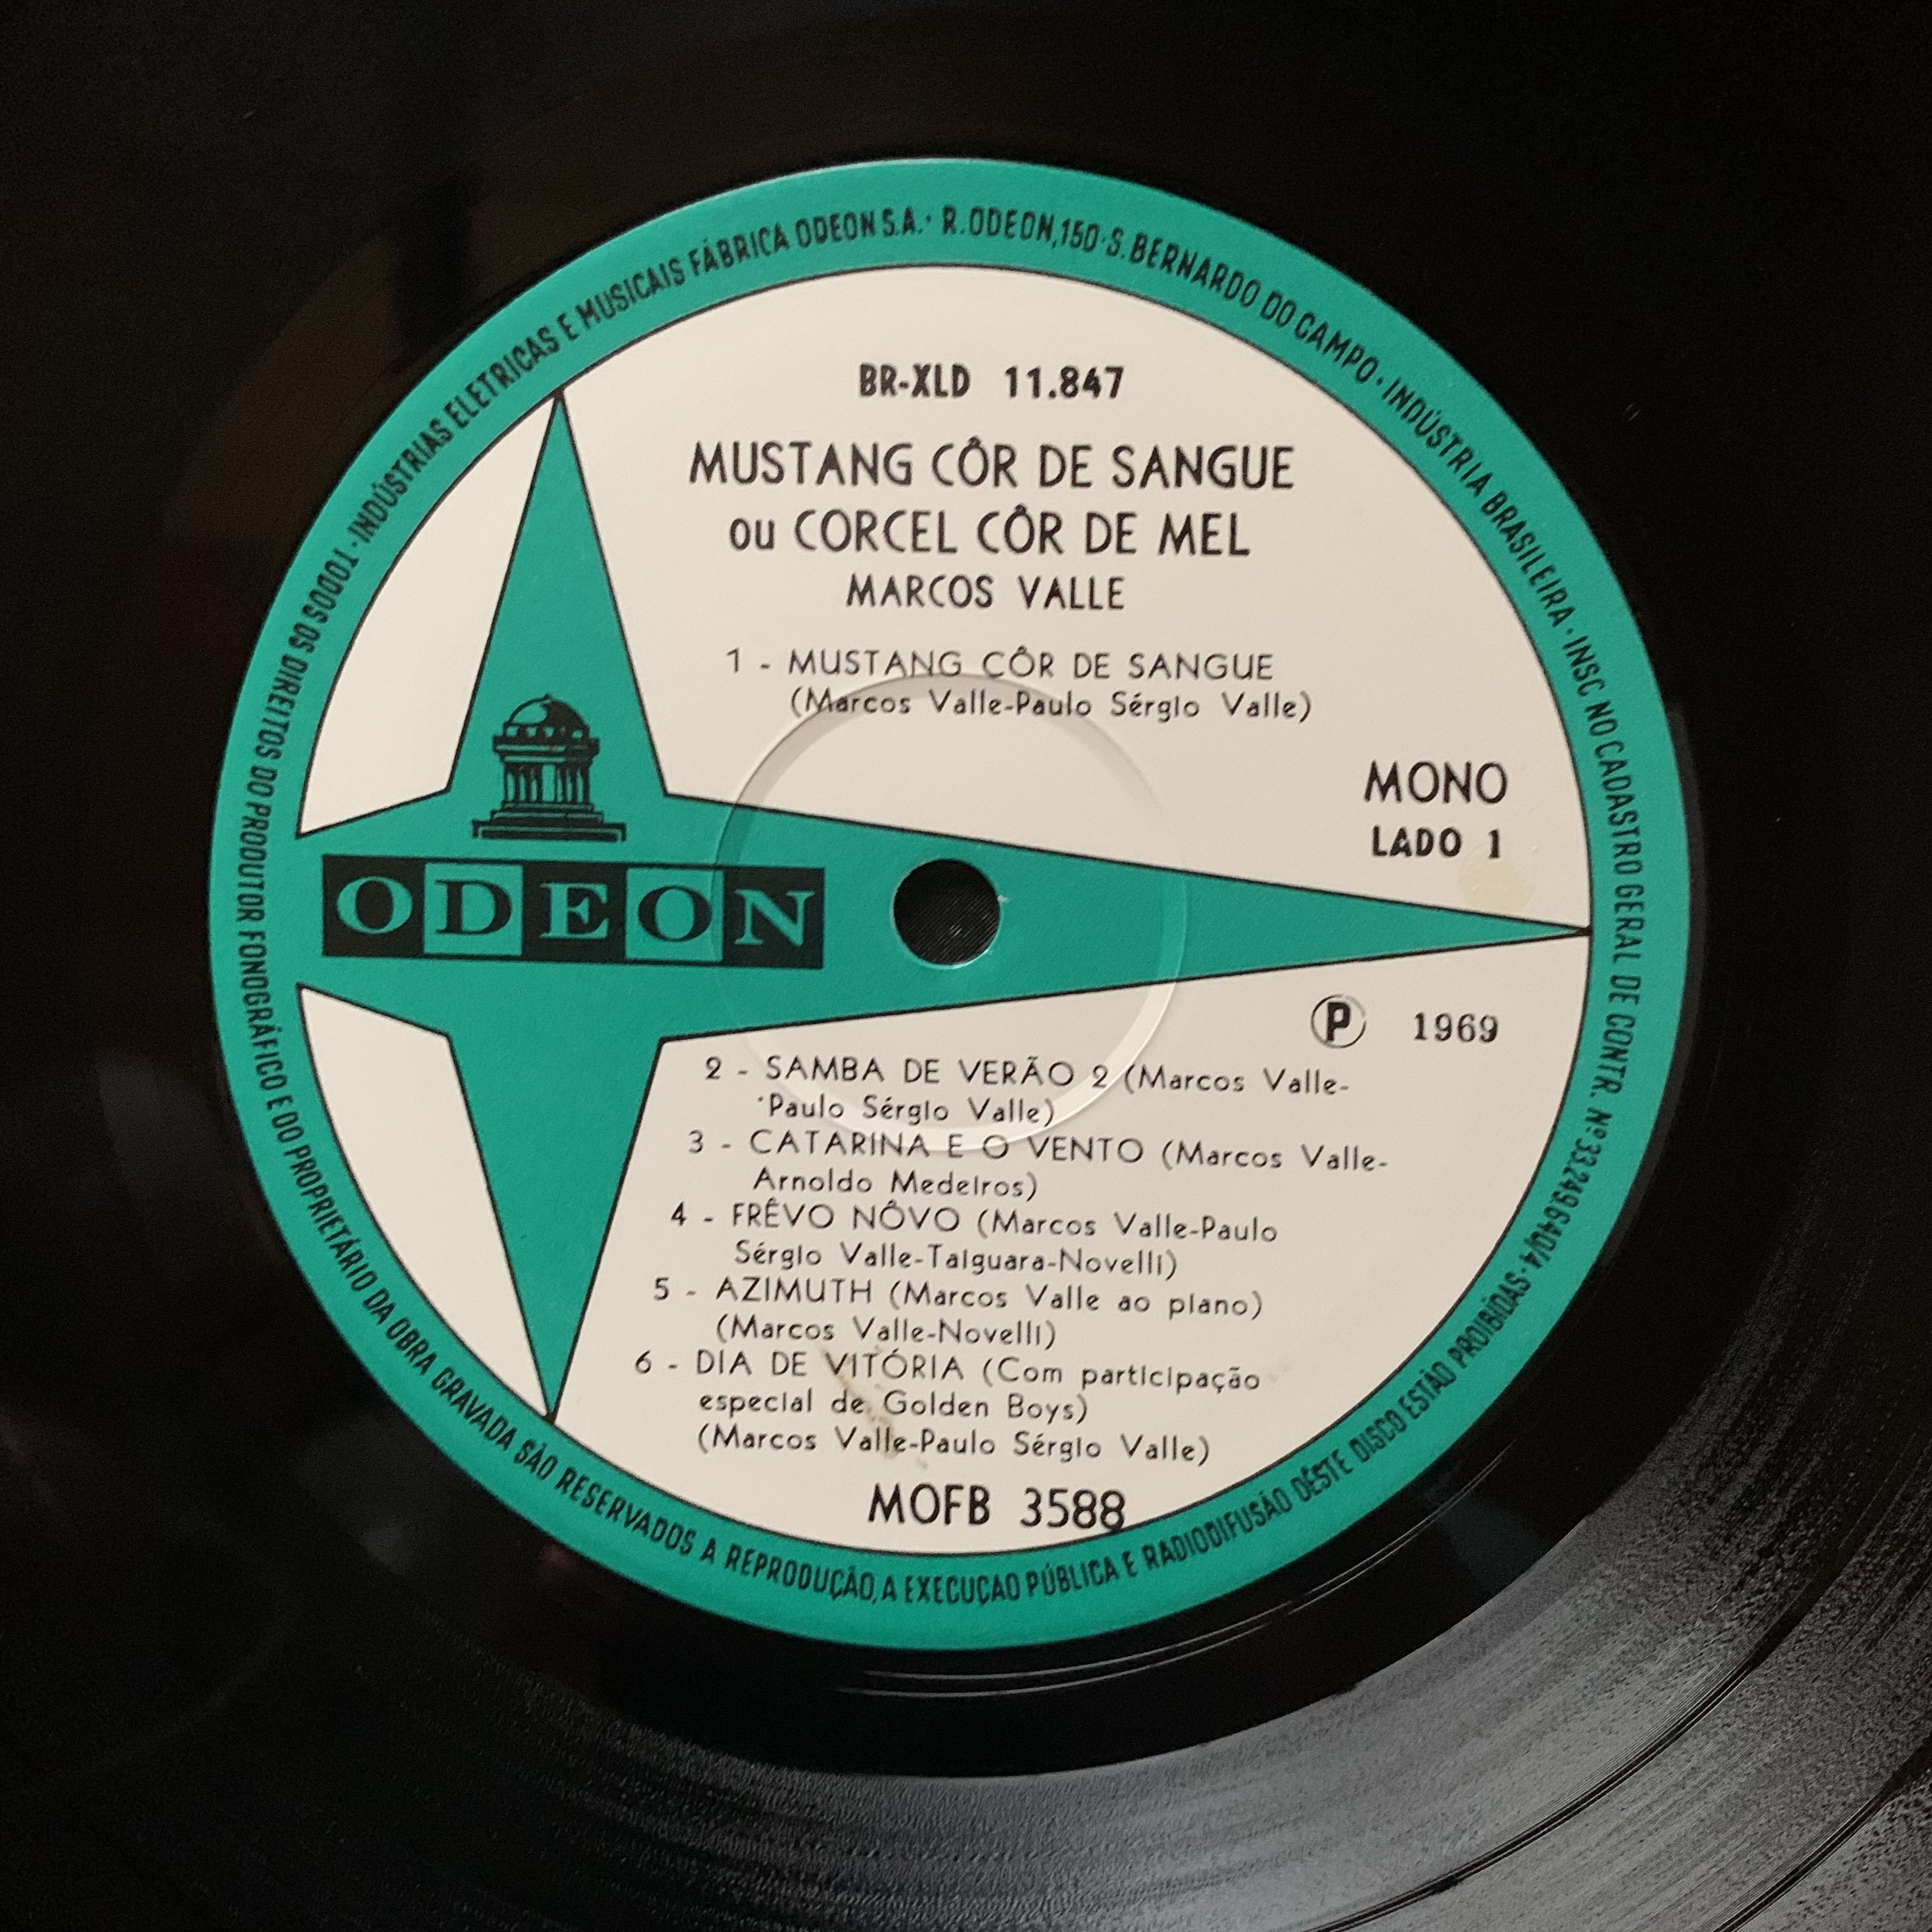 INDÚSTRIAS ELETRICAS E MUSICAIS FÁBRICA ODEON S.A. · R. ODEON, 150 · S. BERNARDO DO CAMPO · INDÚSTRIA BRASILEIRA · INSC NO CADASTRO GERAL DE CONTR. Nº 33.249.640/4 ·
TODOS OS DIREITOS DO PRODUTOR FONOGRÁFICO E DO PROPRIETÁRIO DA OBRA GRAVADA SÃO RESERVADOS A REPRODUÇÃO, A EXECUÇÃO PÚBLICA E RADIODIFUSÃO DÊSTE DISCO ESTÃO PROIBIDAS ·
BR-XLD 11.847
MUSTANG CÔR DE SANGUE
ou CORCEL CÔR DE MEL
MARCOS VALLE
1 - MUSTANG CÔR DE SANGUE
(Marcos Valle-Paulo Sérgio Valle)
MONO
LADO 1
ODEON
Ⓟ 1969
2 - SAMBA DE VERÃO 2 (Marcos Valle-
Paulo Sérgio Valle)
3 - CATARINA E O VENTO (Marcos Valle-
Arnoldo Medeiros)
4 - FRÊVO NÔVO (Marcos Valle-Paulo
Sérgio Valle-Taiguara-Novelli)
5 - AZIMUTH (Marcos Valle ao piano)
(Marcos Valle-Novelli)
6 - DIA DE VITÓRIA (Com participação
especial de Golden Boys)
(Marcos Valle-Paulo Sérgio Valle)
MOFB 3588